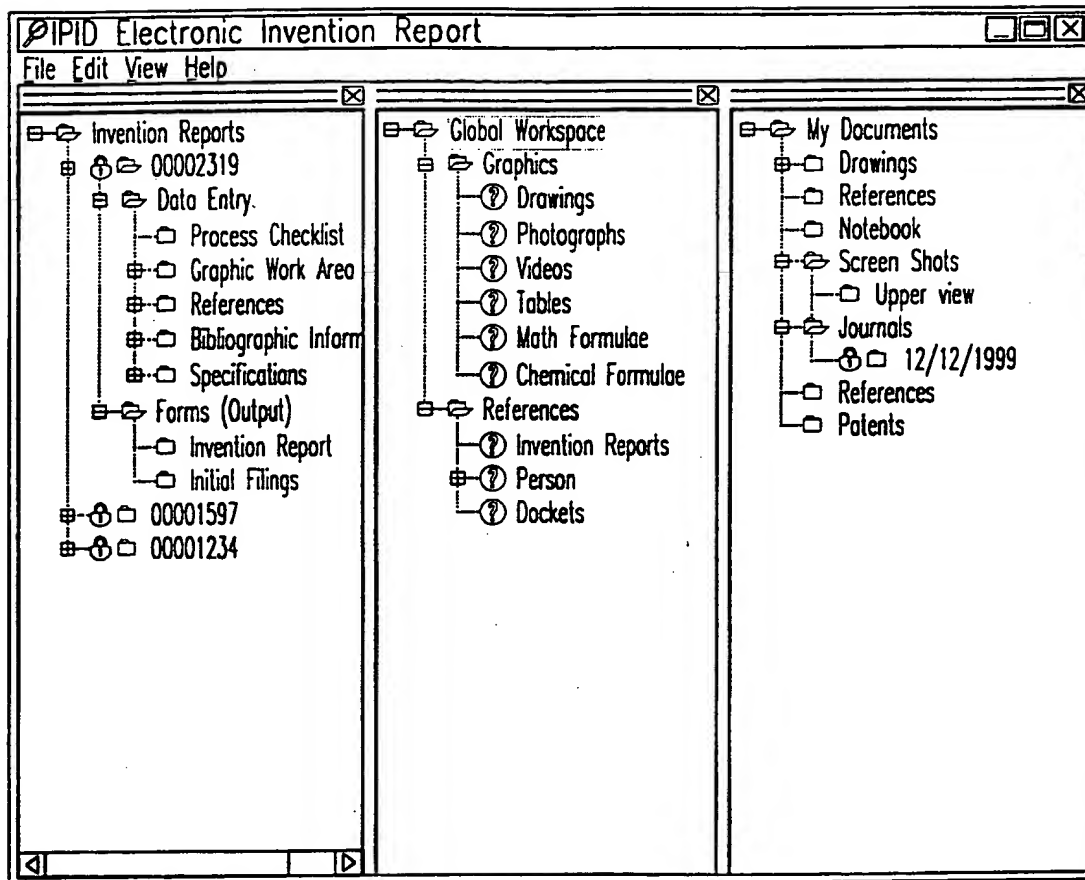 IPID Electronic Invention Report
File Edit View Help
Invention Reports
00002319
Data Entry.
Process Checklist
Graphic Work Area
References
Bibliographic Inform
Specifications
Forms (Output)
Invention Report
Initial Filings
00001597
00001234
Global Workspace
Graphics
Drawings
Photographs
Videos
Tables
Math Formulae
Chemical Formulae
References
Invention Reports
Person
Dockets
My Documents
Drawings
References
Notebook
Screen Shots
Upper view
Journals
12/12/1999
References
Patents